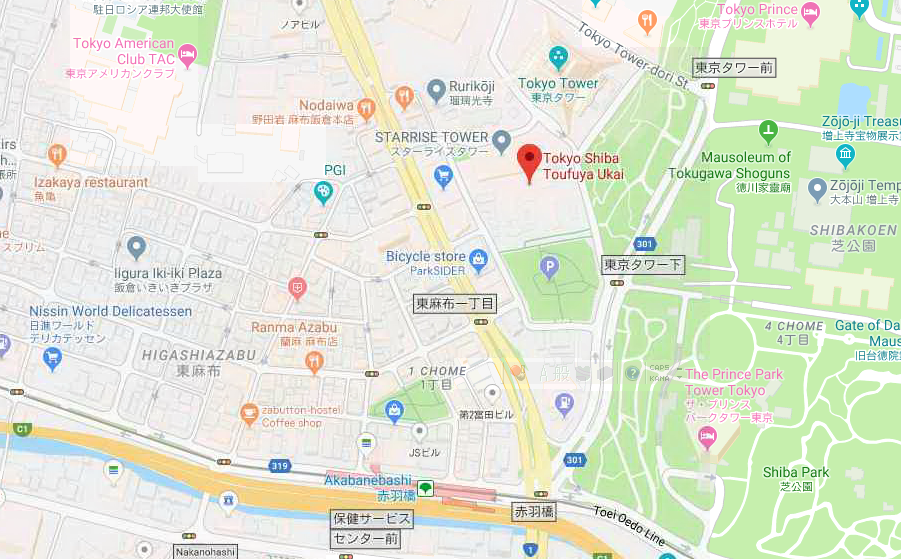 駐日ロシア連邦大使館
ノアビル
Tokyo Prince
東京プリンスホテル
Tokyo American
Club TAC
東京アメリカンクラブ
Tokyo Tower-dori St.
東京タワー前
Rurikōji
瑠璃光寺
Tokyo Tower
東京タワー
Nodaiwa
野田岩 麻布飯倉本店
Zōjō-ji Treasu
増上寺宝物展示室
STARRISE TOWER
スターライズタワー
Mausoleum of
Tokugawa Shoguns
徳川家靈廟
Tokyo Shiba
Toufuya Ukai
PGI
Izakaya restaurant
魚亀
Zōjōji Temp
大本山 増上寺
SHIBAKOEN
芝公園
301
Iigura Iki-iki Plaza
飯倉いきいきプラザ
Bicycle store
ParkSIDER
P
東京タワー下
東麻布一丁目
Nissin World Delicatessen
日進ワールド
デリカテッセン
Ranma Azabu
蘭麻 麻布店
4 CHOME
4丁目
Gate of Da
Maus
旧台徳院
HIGASHIAZABU
東麻布
1 CHOME
1丁目
CAPS
KANA
The Prince Park
Tower Tokyo
ザ・プリンス
パークタワー東京
zabutton-hostel
Coffee shop
第2富田ビル
JSビル
C1
319
301
Shiba Park
芝公園
Akabanebashi
赤羽橋
赤羽橋
Toei Oedo Line
保健サービス
センター前
Nakanohashi
1